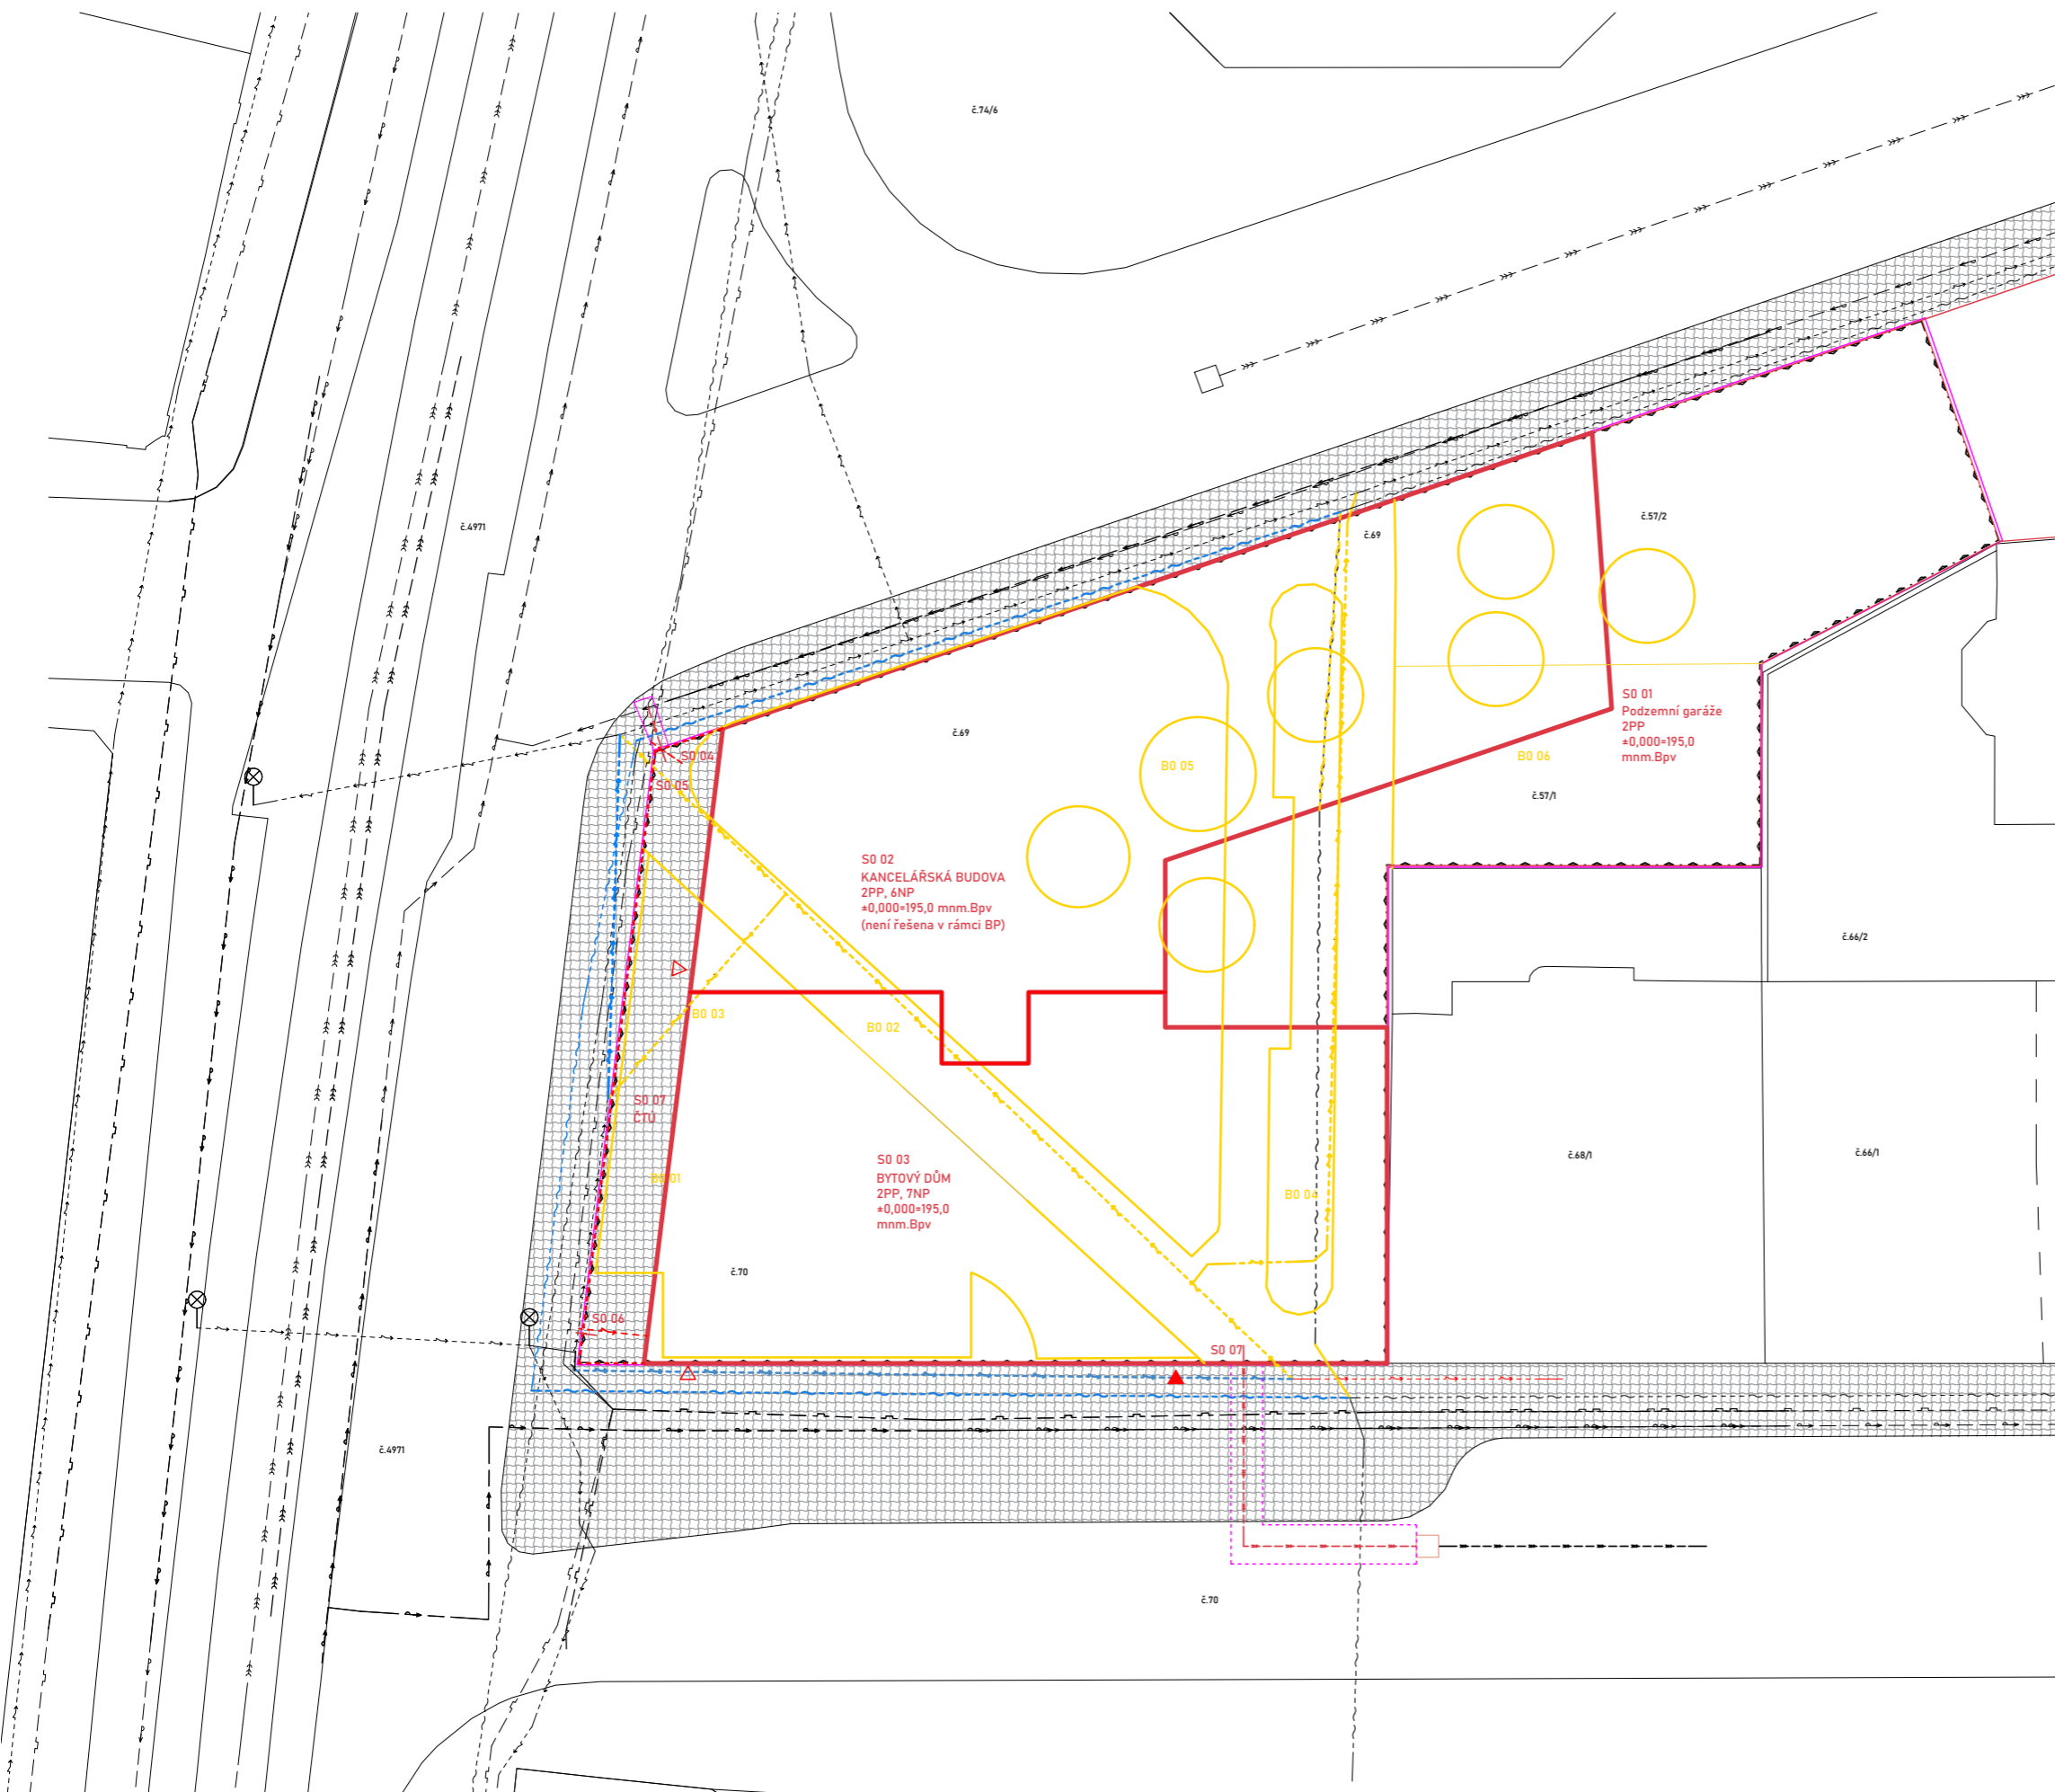 č.74/6
č.4971
č.69
č.57/2
S0 01
Podzemní garáže
2PP
±0,000=195,0
mnm.Bpv
č.69
S0 04
B0 05
B0 06
S0 05
č.57/1
S0 02
KANCELÁŘSKÁ BUDOVA
2PP, 6NP
±0,000=195,0 mnm.Bpv
(není řešena v rámci BP)
č.66/2
B0 03
B0 02
S0 07
ČTÚ
S0 03
BYTOVÝ DŮM
2PP, 7NP
±0,000=195,0
mnm.Bpv
č.68/1
č.66/1
B0 01
B0 04
č.70
S0 06
S0 07
č.4971
č.70